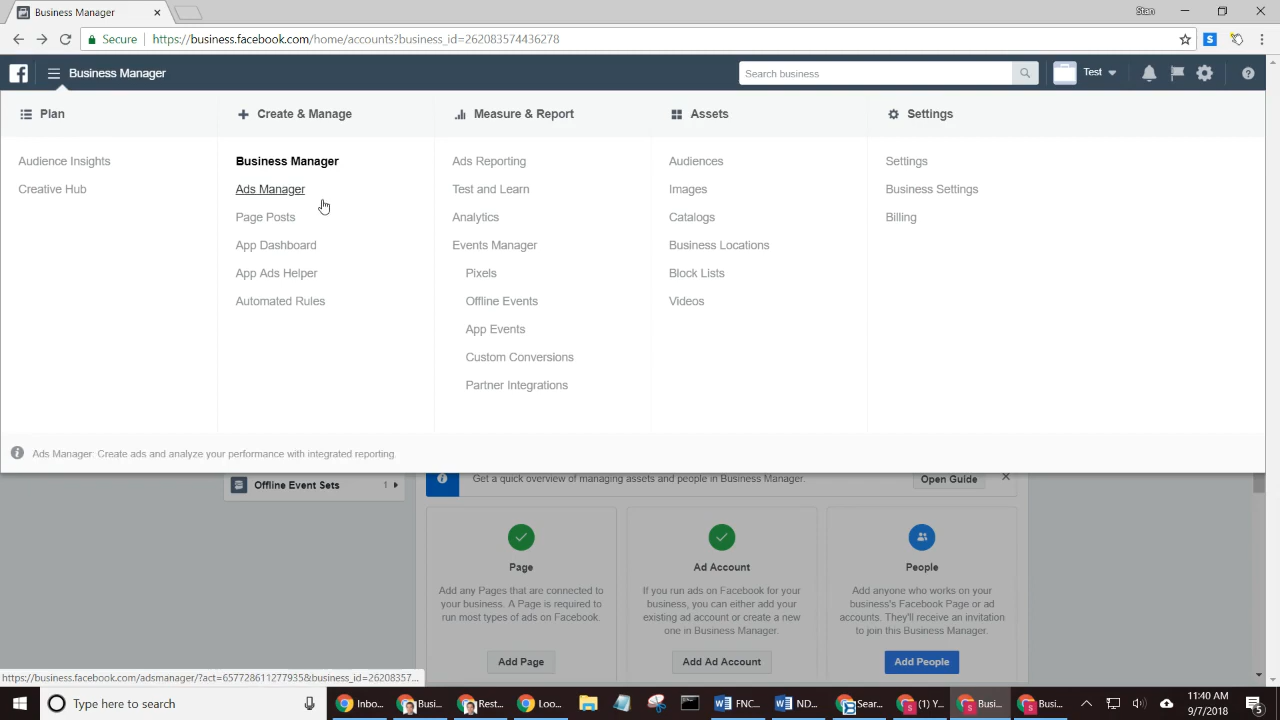 Business Manager
Stan
Secure
https://business.facebook.com/home/accounts?business_id=262083574436278
S
Business Manager
Search business
Test
Plan
Create & Manage
Measure & Report
Assets
Settings
Audience Insights
Business Manager
Ads Reporting
Audiences
Settings
Creative Hub
Ads Manager
Test and Learn
Images
Business Settings
Page Posts
Analytics
Catalogs
Billing
App Dashboard
Events Manager
Business Locations
App Ads Helper
Pixels
Block Lists
Automated Rules
Offline Events
Videos
App Events
Custom Conversions
Partner Integrations
Ads Manager: Create ads and analyze your performance with integrated reporting.
Offline Event Sets 1
Get a quick overview of managing assets and people in Business Manager.
Open Guide
Page
Add any Pages that are connected to
your business. A Page is required to
run most types of ads on Facebook.
Add Page
Ad Account
If you run ads on Facebook for your
business, you can either add your
existing ad account or create a new
one in Business Manager.
Add Ad Account
People
Add anyone who works on your
business's Facebook Page or ad
accounts. They'll receive an invitation
to join this Business Manager.
Add People
https://business.facebook.com/adsmanager/?act=657728611277935&business_id=26208357...
Type here to search
Inbo...
Busi...
Rest...
Loo...
FNC...
ND...
Sear...
(1) Y...
Busi...
Busi...
11:40 AM
9/7/2018
5